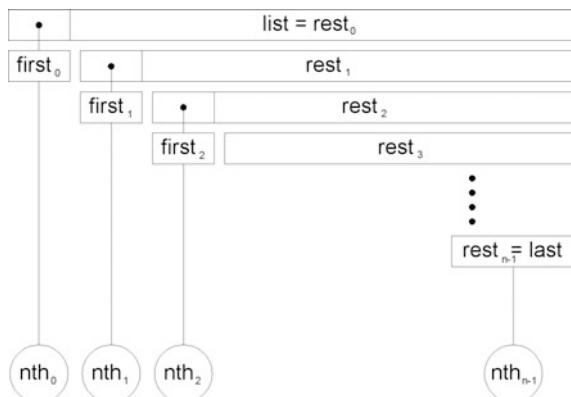 list = rest₀
first₀ rest₁
first₁ rest₂
first₂ rest₃
restₙ₋₁= last
nth₀ nth₁ nth₂ nthₙ₋₁